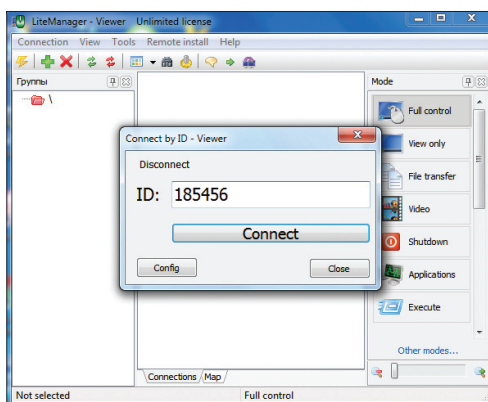 LiteManager - Viewer Unlimited license
Connection View Tools Remote install Help
Группы
\
Connect by ID - Viewer
Disconnect
ID: 185456
Connect
Config Close
Mode
Full control
View only
File transfer
Video
Shutdown
Applications
Execute
Other modes...
Connections Map
Not selected Full control